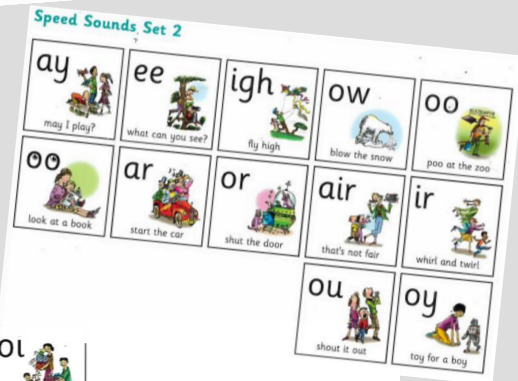 Speed Sounds Set 2
ay
may I play?
ee
what can you see?
igh
fly high
ow
blow the snow
oo
poo at the zoo
oo
look at a book
ar
start the car
or
shut the door
air
that's not fair
ir
whirl and twirl
ou
shout it out
oy
toy for a boy